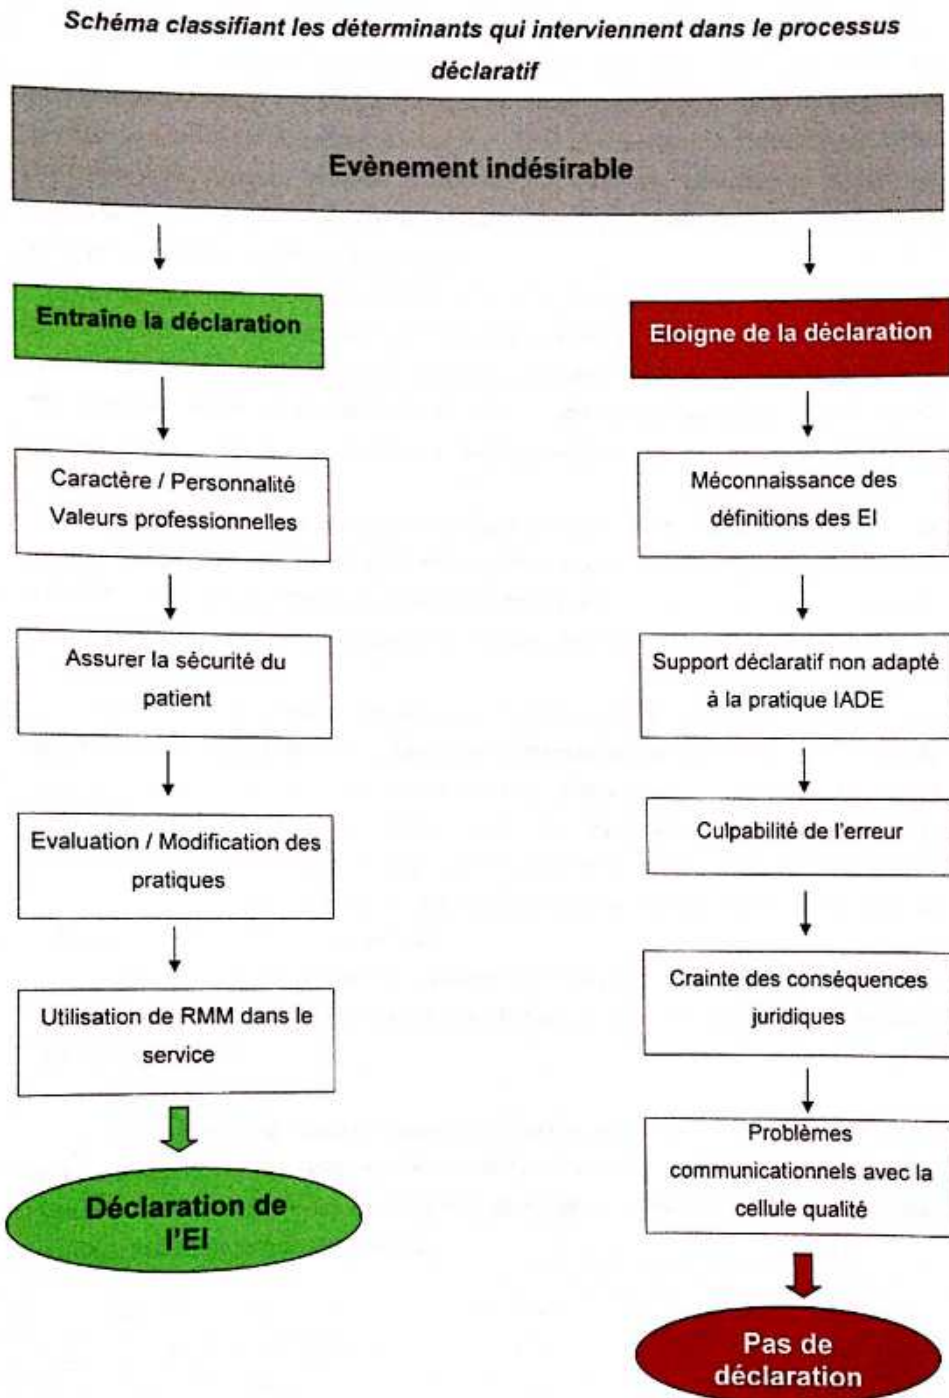 Schéma classifiant les déterminants qui interviennent dans le processus
déclaratif
Evènement indésirable
Entraîne la déclaration
Caractère / Personnalité
Valeurs professionnelles
Assurer la sécurité du
patient
Evaluation / Modification des
pratiques
Utilisation de RMM dans le
service
Déclaration de
l'EI
Eloigne de la déclaration
Méconnaissance des
définitions des EI
Support déclaratif non adapté
à la pratique IADE
Culpabilité de l'erreur
Crainte des conséquences
juridiques
Problèmes
communicationnels avec la
cellule qualité
Pas de
déclaration